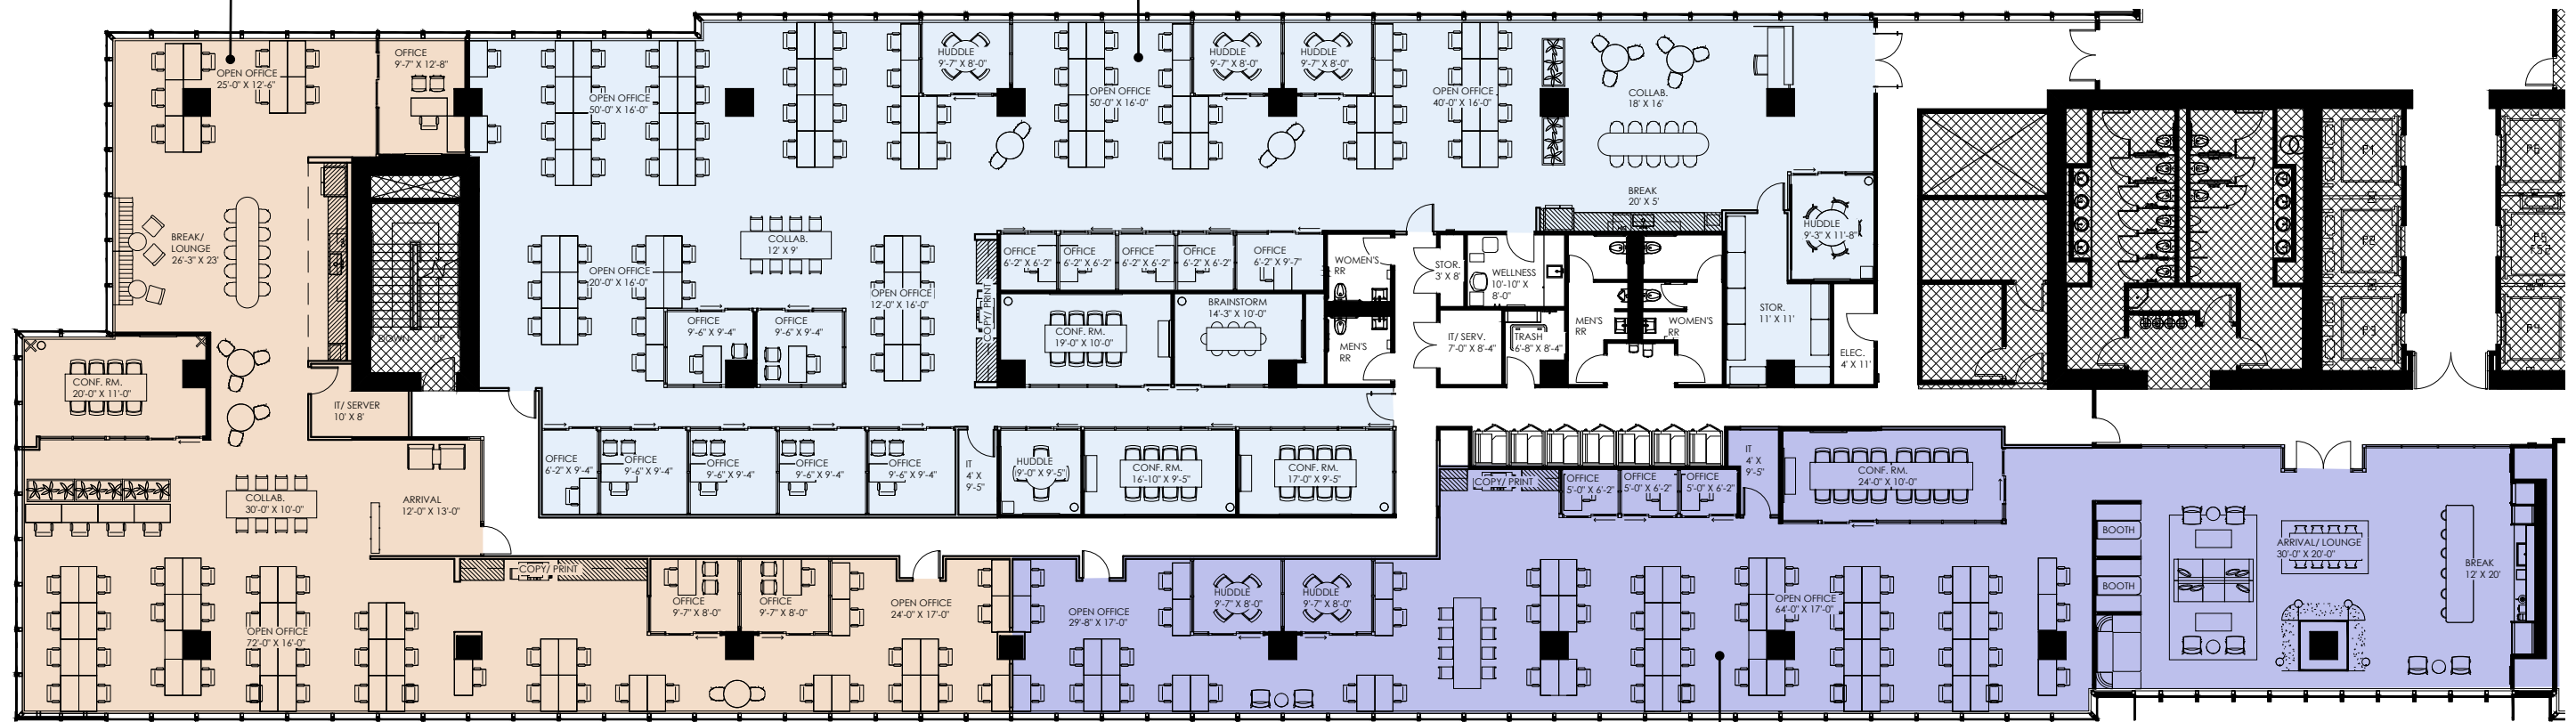 OPEN OFFICE
25'-0" X 12'-6"
OFFICE
9'-7" X 12'-8"
BREAK/
LOUNGE
26'-3" X 23'
DOWN
UP
CONF. RM.
20'-0" X 11'-0"
IT/ SERVER
10' X 8'
COLLAB.
30'-0" X 10'-0"
ARRIVAL
12'-0" X 13'-0"
COPY/ PRINT
OPEN OFFICE
72'-0" X 16'-0"
OFFICE
9'-7" X 8'-0"
OFFICE
9'-7" X 8'-0"
OPEN OFFICE
24'-0" X 17'-0"
OPEN OFFICE
50'-0" X 16'-0"
HUDDLE
9'-7" X 8'-0"
OPEN OFFICE
50'-0" X 16'-0"
HUDDLE
9'-7" X 8'-0"
HUDDLE
9'-7" X 8'-0"
OPEN OFFICE
40'-0" X 16'-0"
COLLAB.
18' X 16'
BREAK
20' X 5'
HUDDLE
9'-3" X 11'-8"
COLLAB.
12' X 9'
OPEN OFFICE
20'-0" X 16'-0"
OPEN OFFICE
12'-0" X 16'-0"
OFFICE
9'-6" X 9'-4"
OFFICE
9'-6" X 9'-4"
COPY/ PRINT
OFFICE
6'-2" X 6'-2"
OFFICE
6'-2" X 6'-2"
OFFICE
6'-2" X 6'-2"
OFFICE
6'-2" X 6'-2"
OFFICE
6'-2" X 9'-7"
CONF. RM.
19'-0" X 10'-0"
BRAINSTORM
14'-3" X 10'-0"
WOMEN'S
RR
MEN'S
RR
STOR.
3' X 8'
WELLNESS
10'-10" X
8'-0"
IT/ SERV.
7'-0" X 8'-4"
TRASH
6'-8" X 8'-4"
MEN'S
RR
WOMEN'S
RR
STOR.
11' X 11'
ELEC.
4' X 11'
OFFICE
6'-2" X 9'-4"
OFFICE
9'-6" X 9'-4"
OFFICE
9'-6" X 9'-4"
OFFICE
9'-6" X 9'-4"
OFFICE
9'-6" X 9'-4"
IT
4' X
9'-5"
HUDDLE
9'-0" X 9'-5"
CONF. RM.
16'-10" X 9'-5"
CONF. RM.
17'-0" X 9'-5"
COPY/ PRINT
OFFICE
5'-0" X 6'-2"
OFFICE
5'-0" X 6'-2"
OFFICE
5'-0" X 6'-2"
IT
4' X
9'-5"
CONF. RM.
24'-0" X 10'-0"
OPEN OFFICE
29'-8" X 17'-0"
HUDDLE
9'-7" X 8'-0"
HUDDLE
9'-7" X 8'-0"
OPEN OFFICE
64'-0" X 17'-0"
BOOTH
BOOTH
ARRIVAL/ LOUNGE
30'-0" X 20'-0"
BREAK
12' X 20'
P1
P2